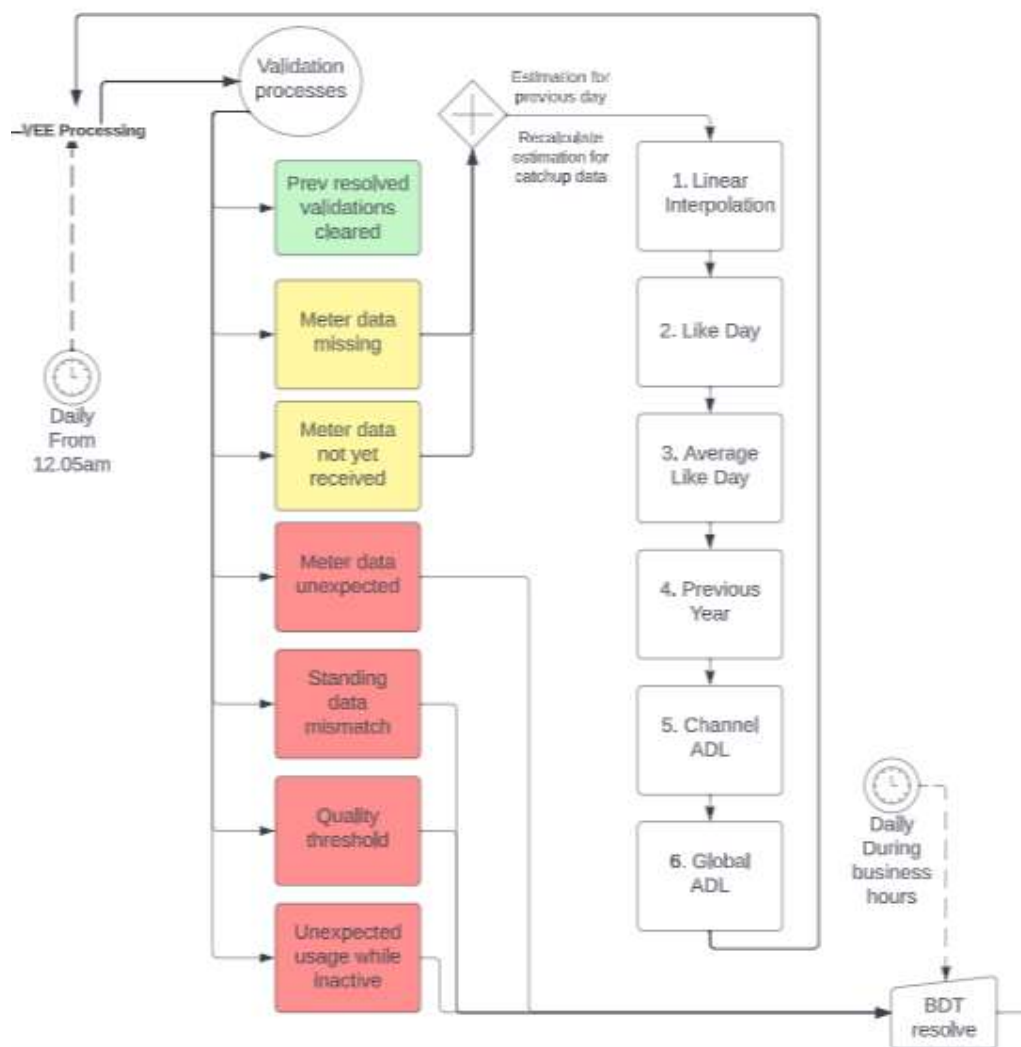 Validation
processes
VEE Processing
Daily
From
12.05am
Prev resolved
validations
cleared
Meter data
missing
Meter data
not yet
received
Meter data
unexpected
Standing
data
mismatch
Quality
threshold
Unexpected
usage while
inactive
Estimation for
previous day
Recalculate
estimation for
catchup data
1. Linear
Interpolation
2. Like Day
3. Average
Like Day
4. Previous
Year
5. Channel
ADL
6. Global
ADL
Daily
During
business
hours
BDT
resolve